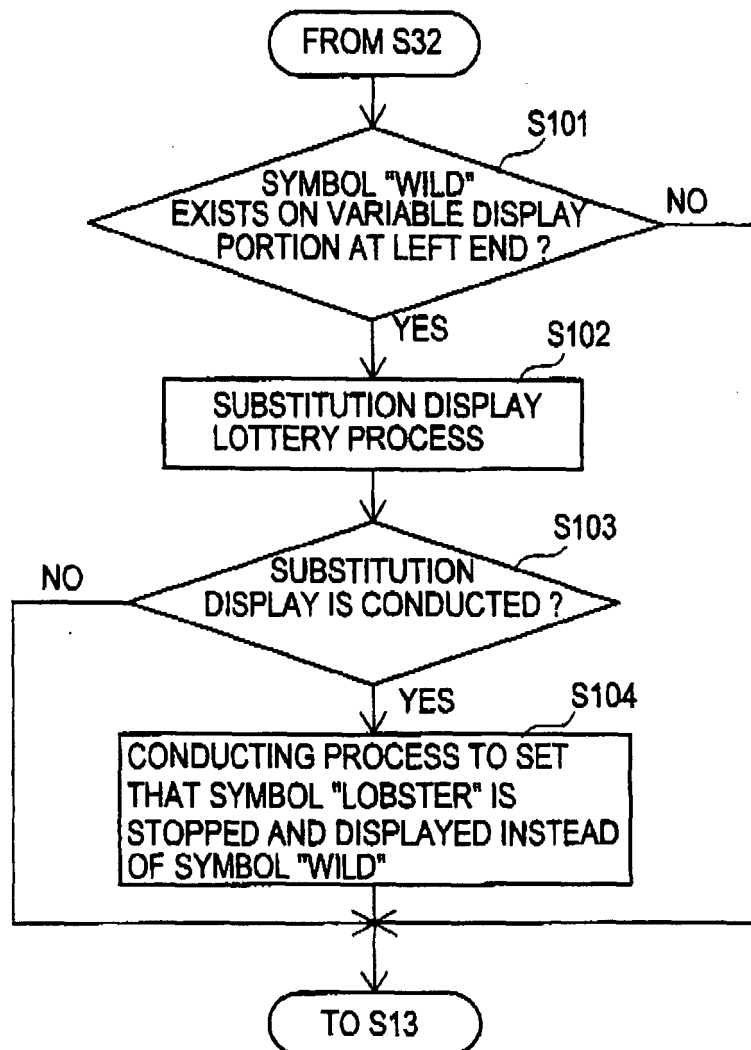 FROM S32
S101
SYMBOL "WILD"
EXISTS ON VARIABLE DISPLAY
PORTION AT LEFT END ?
NO
YES
S102
SUBSTITUTION DISPLAY
LOTTERY PROCESS
S103
NO
SUBSTITUTION
DISPLAY IS CONDUCTED ?
YES
S104
CONDUCTING PROCESS TO SET
THAT SYMBOL "LOBSTER" IS
STOPPED AND DISPLAYED INSTEAD
OF SYMBOL "WILD"
TO S13